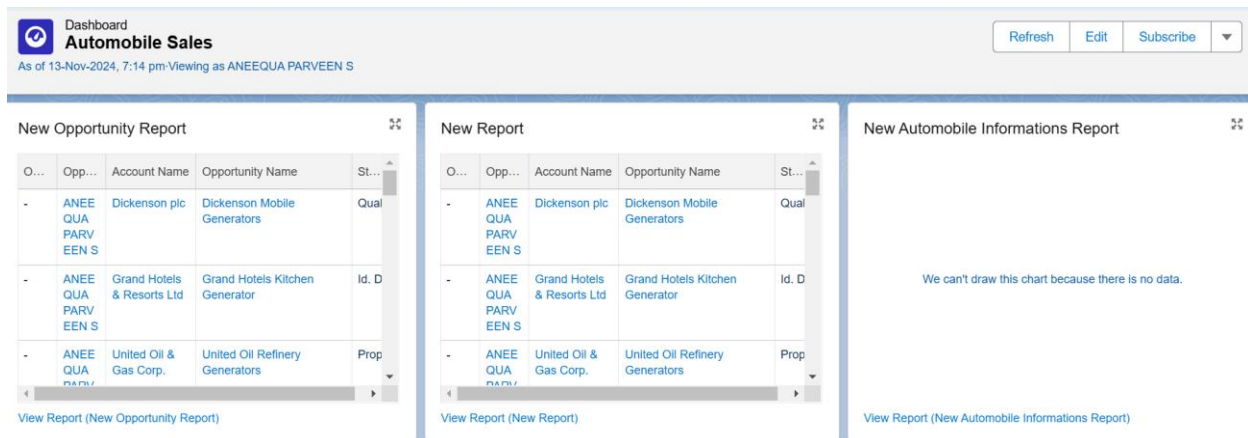 Dashboard
Automobile Sales
As of 13-Nov-2024, 7:14 pm·Viewing as ANEEQUA PARVEEN S
Refresh Edit Subscribe
New Opportunity Report
O... Opp... Account Name Opportunity Name St...
- ANEE Dickenson plc Dickenson Mobile Qual
QUA Generators
PARV
EEN S
- ANEE Grand Hotels Grand Hotels Kitchen Id. D
QUA & Resorts Ltd Generator
PARV
EEN S
- ANEE United Oil & United Oil Refinery Prop
QUA Gas Corp. Generators
PARV
View Report (New Opportunity Report)
New Report
O... Opp... Account Name Opportunity Name St...
- ANEE Dickenson plc Dickenson Mobile Qual
QUA Generators
PARV
EEN S
- ANEE Grand Hotels Grand Hotels Kitchen Id. D
QUA & Resorts Ltd Generator
PARV
EEN S
- ANEE United Oil & United Oil Refinery Prop
QUA Gas Corp. Generators
PARV
View Report (New Report)
New Automobile Informations Report
We can't draw this chart because there is no data.
View Report (New Automobile Informations Report)